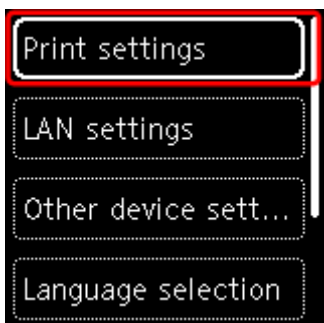 Print settings
LAN settings
Other device sett...
Language selection